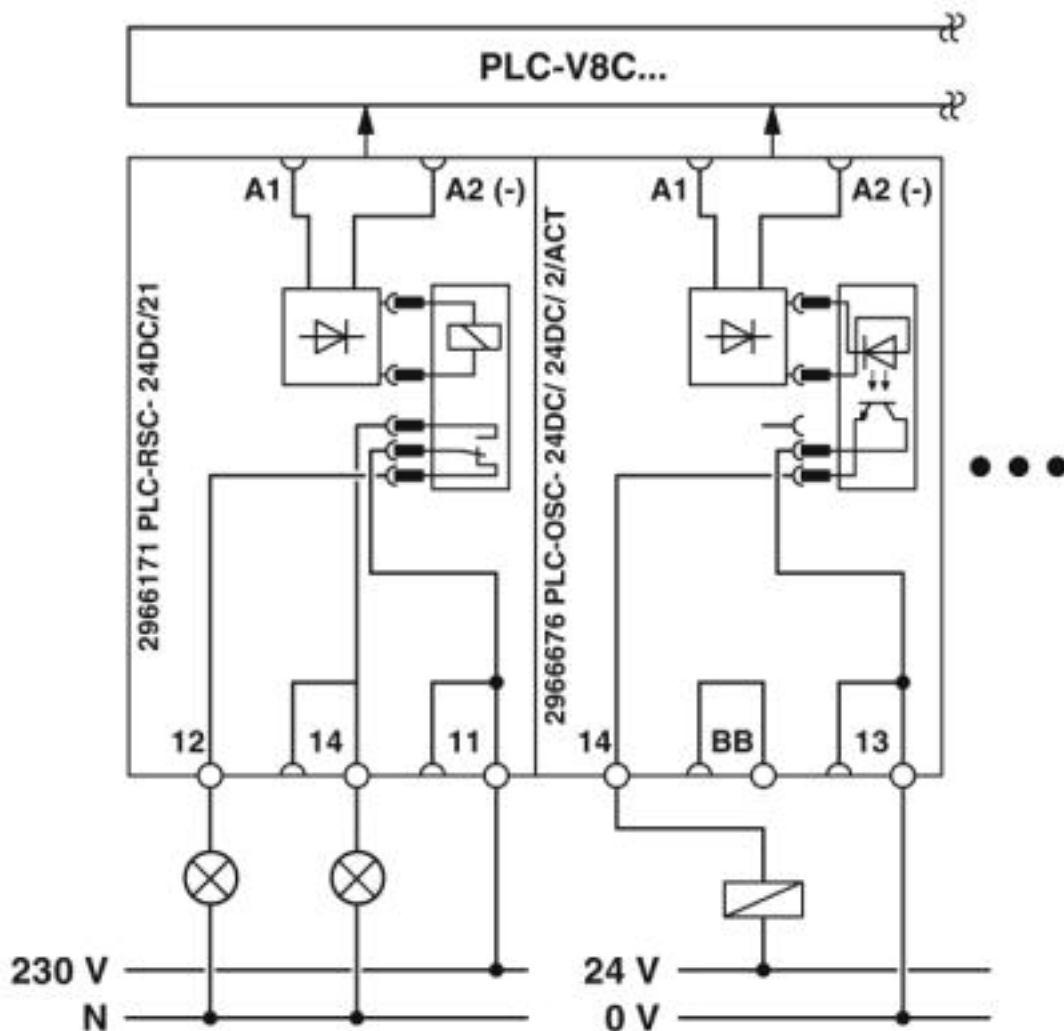 PLC-V8C...
A1
A2 (-)
A1
A2 (-)
2966171 PLC-RSC- 24DC/21
2966676 PLC-OSC- 24DC/ 24DC/ 2/ACT
12
14
11
14
BB
13
230 V
24 V
N
0 V